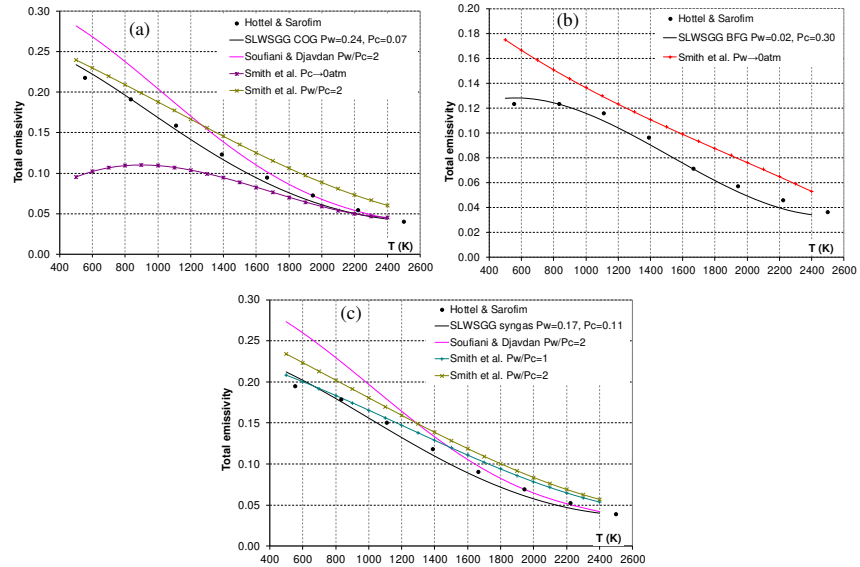 (a)
Hottel & Sarofim
SLWSGG COG Pw=0.24, Pc=0.07
Soufiani & Djavdan Pw/Pc=2
Smith et al. Pc→0atm
Smith et al. Pw/Pc=2
Total emissivity
0.30
0.25
0.20
0.15
0.10
0.05
0.00
T (K)
400 600 800 1000 1200 1400 1600 1800 2000 2200 2400 2600
(b)
Hottel & Sarofim
SLWSGG BFG Pw=0.02, Pc=0.30
Smith et al. Pw→0atm
Total emissivity
0.20
0.18
0.16
0.14
0.12
0.10
0.08
0.06
0.04
0.02
0.00
T (K)
400 600 800 1000 1200 1400 1600 1800 2000 2200 2400 2600
(c)
Hottel & Sarofim
SLWSGG syngas Pw=0.17, Pc=0.11
Soufiani & Djavdan Pw/Pc=2
Smith et al. Pw/Pc=1
Smith et al. Pw/Pc=2
Total emissivity
0.30
0.25
0.20
0.15
0.10
0.05
0.00
T (K)
400 600 800 1000 1200 1400 1600 1800 2000 2200 2400 2600